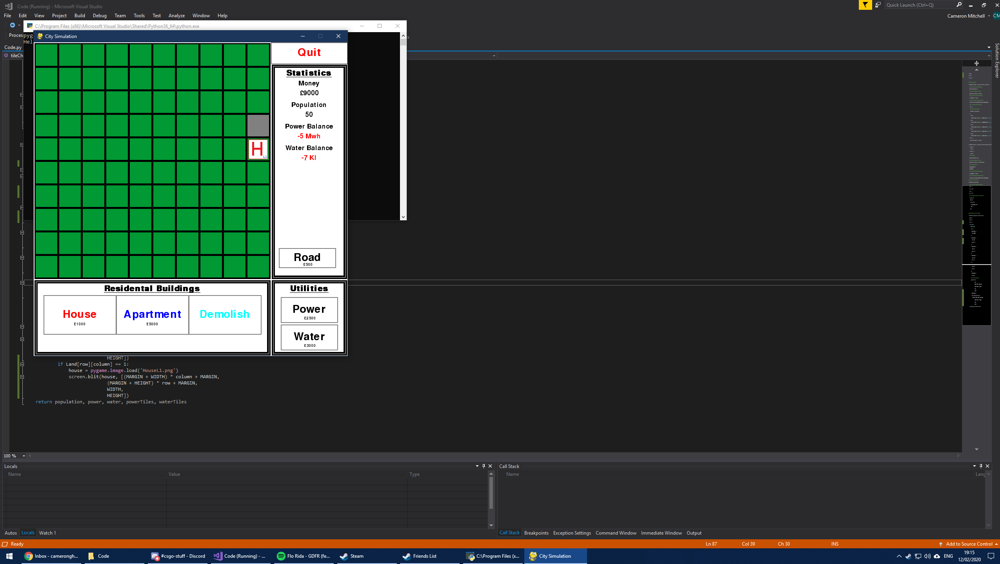 Code (Running) - Microsoft Visual Studio
Quick Launch (Ctrl+Q)
File Edit View Project Build Debug Team Tools Test Analyze Window Help
Cameron Mitchell
CM
C:\Program Files (x86)\Microsoft Visual Studio\Shared\Python36_64\python.exe
Proces
pyg
Hel
City Simulation
Code.py
tileCh
Solution Explorer
Quit
Statistics
Money
£9000
Population
50
Power Balance
-5 Mwh
Water Balance
-7 Kl
H
L1
Road
£500
Residental Buildings
House
£1000
Apartment
£5000
Demolish
Utilities
Power
£2500
Water
£3000
HEIGHT])
if Land[row][column] == 1:
house = pygame.image.load('HouseL1.png')
screen.blit(house, [(MARGIN + WIDTH) * column + MARGIN,
(MARGIN + HEIGHT) * row + MARGIN,
WIDTH,
HEIGHT])
return population, power, water, powerTiles, waterTiles
100 %
Locals
Name Value Type
Call Stack
Name Lang
Autos Locals Watch 1
Call Stack Breakpoints Exception Settings Command Window Immediate Window Output
Ready
Ln 87 Col 39 Ch 30 INS
Add to Source Control
Inbox - camerongh... Code #csgo-stuff - Discord Code (Running) - ... Flo Rida - GDFR (fe... Steam Friends List C:\Program Files (x... City Simulation
ENG
19:15
12/02/2020